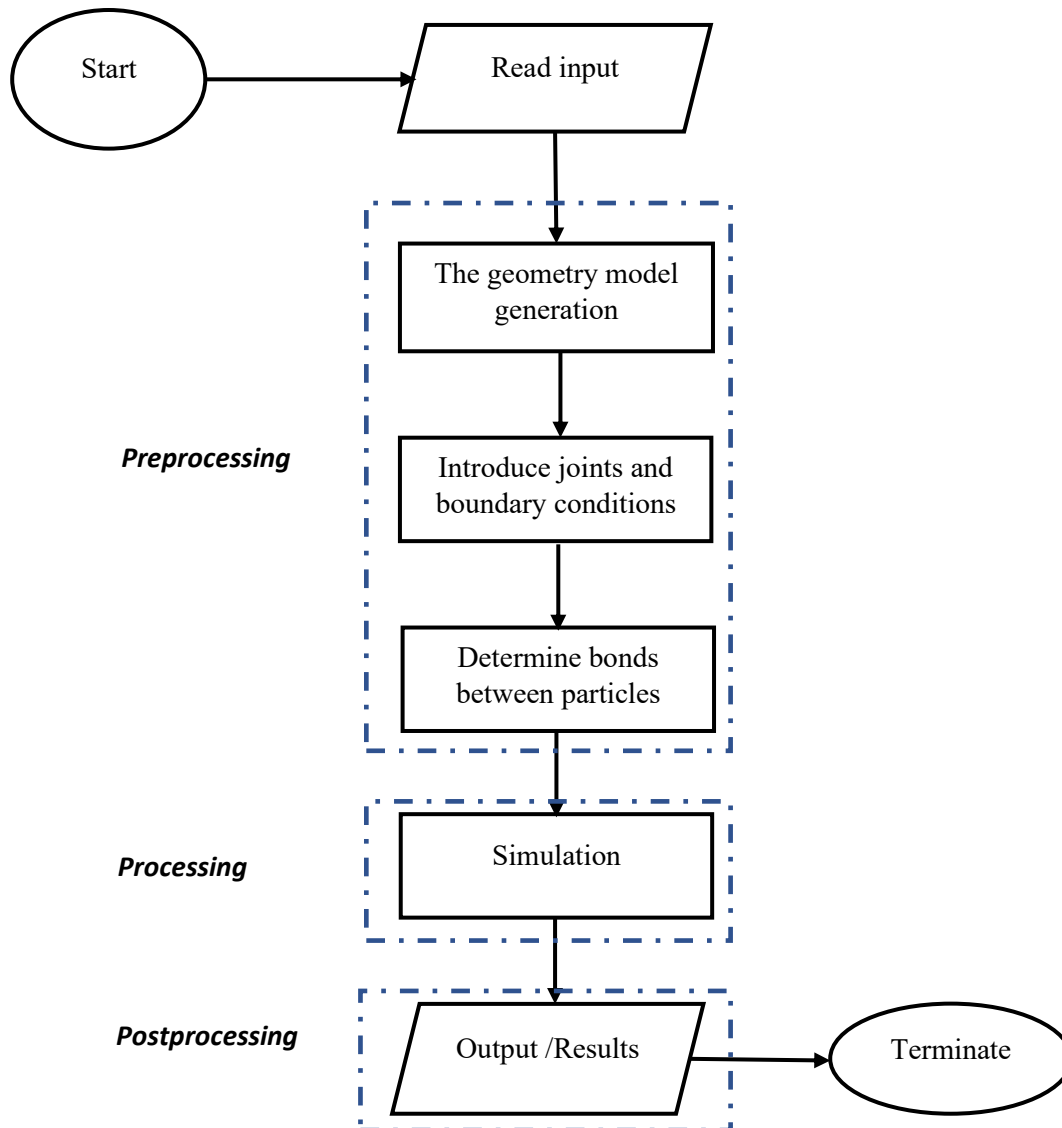 Start
Read input
The geometry model
generation
Preprocessing
Introduce joints and
boundary conditions
Determine bonds
between particles
Processing
Simulation
Postprocessing
Output /Results
Terminate